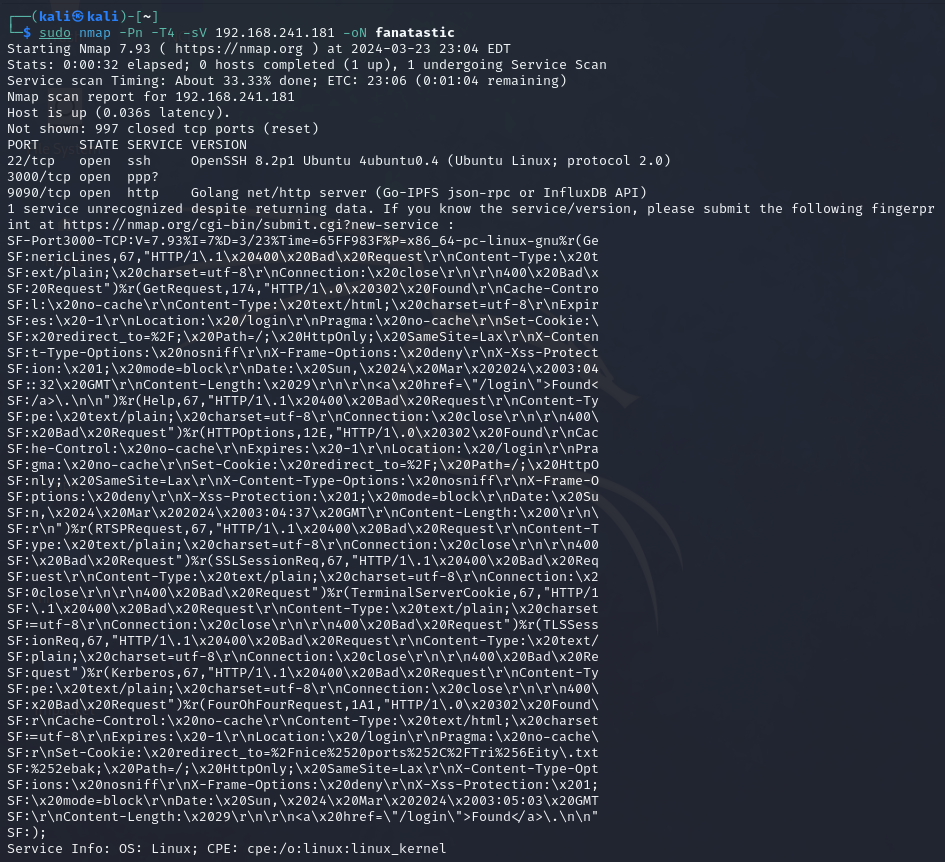 ┌──(kali㉿kali)-[~]
└─$ sudo nmap -Pn -T4 -sV 192.168.241.181 -oN fanatastic
Starting Nmap 7.93 ( https://nmap.org ) at 2024-03-23 23:04 EDT
Stats: 0:00:32 elapsed; 0 hosts completed (1 up), 1 undergoing Service Scan
Service scan Timing: About 33.33% done; ETC: 23:06 (0:01:04 remaining)
Nmap scan report for 192.168.241.181
Host is up (0.036s latency).
Not shown: 997 closed tcp ports (reset)
PORT     STATE SERVICE VERSION
22/tcp   open  ssh     OpenSSH 8.2p1 Ubuntu 4ubuntu0.4 (Ubuntu Linux; protocol 2.0)
3000/tcp open  ppp?
9090/tcp open  http    Golang net/http server (Go-IPFS json-rpc or InfluxDB API)
1 service unrecognized despite returning data. If you know the service/version, please submit the following fingerpr
int at https://nmap.org/cgi-bin/submit.cgi?new-service :
SF-Port3000-TCP:V=7.93%I=7%D=3/23%Time=65FF983F%P=x86_64-pc-linux-gnu%r(Ge
SF:nericLines,67,"HTTP/1\.1\x20400\x20Bad\x20Request\r\nContent-Type:\x20t
SF:ext/plain;\x20charset=utf-8\r\nConnection:\x20close\r\n\r\n400\x20Bad\x
SF:20Request")%r(GetRequest,174,"HTTP/1\.0\x20302\x20Found\r\nCache-Contro
SF:l:\x20no-cache\r\nContent-Type:\x20text/html;\x20charset=utf-8\r\nExpir
SF:es:\x20-1\r\nLocation:\x20/login\r\nPragma:\x20no-cache\r\nSet-Cookie:\
SF:x20redirect_to=%2F;\x20Path=/;\x20HttpOnly;\x20SameSite=Lax\r\nX-Conten
SF:t-Type-Options:\x20nosniff\r\nX-Frame-Options:\x20deny\r\nX-Xss-Protect
SF:ion:\x201;\x20mode=block\r\nDate:\x20Sun,\x2024\x20Mar\x202024\x2003:04
SF::32\x20GMT\r\nContent-Length:\x2029\r\n\r\n<a\x20href=\"/login\">Found<
SF:/a>\.\n\n")%r(Help,67,"HTTP/1\.1\x20400\x20Bad\x20Request\r\nContent-Ty
SF:pe:\x20text/plain;\x20charset=utf-8\r\nConnection:\x20close\r\n\r\n400\
SF:x20Bad\x20Request")%r(HTTPOptions,12E,"HTTP/1\.0\x20302\x20Found\r\nCac
SF:he-Control:\x20no-cache\r\nExpires:\x20-1\r\nLocation:\x20/login\r\nPra
SF:gma:\x20no-cache\r\nSet-Cookie:\x20redirect_to=%2F;\x20Path=/;\x20HttpO
SF:nly;\x20SameSite=Lax\r\nX-Content-Type-Options:\x20nosniff\r\nX-Frame-O
SF:ptions:\x20deny\r\nX-Xss-Protection:\x201;\x20mode=block\r\nDate:\x20Su
SF:n,\x2024\x20Mar\x202024\x2003:04:37\x20GMT\r\nContent-Length:\x200\r\n\
SF:r\n")%r(RTSPRequest,67,"HTTP/1\.1\x20400\x20Bad\x20Request\r\nContent-T
SF:ype:\x20text/plain;\x20charset=utf-8\r\nConnection:\x20close\r\n\r\n400
SF:\x20Bad\x20Request")%r(SSLSessionReq,67,"HTTP/1\.1\x20400\x20Bad\x20Req
SF:uest\r\nContent-Type:\x20text/plain;\x20charset=utf-8\r\nConnection:\x2
SF:0close\r\n\r\n400\x20Bad\x20Request")%r(TerminalServerCookie,67,"HTTP/1
SF:\.1\x20400\x20Bad\x20Request\r\nContent-Type:\x20text/plain;\x20charset
SF:=utf-8\r\nConnection:\x20close\r\n\r\n400\x20Bad\x20Request")%r(TLSSess
SF:ionReq,67,"HTTP/1\.1\x20400\x20Bad\x20Request\r\nContent-Type:\x20text/
SF:plain;\x20charset=utf-8\r\nConnection:\x20close\r\n\r\n400\x20Bad\x20Re
SF:quest")%r(Kerberos,67,"HTTP/1\.1\x20400\x20Bad\x20Request\r\nContent-Ty
SF:pe:\x20text/plain;\x20charset=utf-8\r\nConnection:\x20close\r\n\r\n400\
SF:x20Bad\x20Request")%r(FourOhFourRequest,1A1,"HTTP/1\.0\x20302\x20Found\
SF:r\nCache-Control:\x20no-cache\r\nContent-Type:\x20text/html;\x20charset
SF:=utf-8\r\nExpires:\x20-1\r\nLocation:\x20/login\r\nPragma:\x20no-cache\
SF:r\nSet-Cookie:\x20redirect_to=%2Fnice%2520ports%252C%2FTri%256Eity\.txt
SF:%252ebak;\x20Path=/;\x20HttpOnly;\x20SameSite=Lax\r\nX-Content-Type-Opt
SF:ions:\x20nosniff\r\nX-Frame-Options:\x20deny\r\nX-Xss-Protection:\x201;
SF:\x20mode=block\r\nDate:\x20Sun,\x2024\x20Mar\x202024\x2003:05:03\x20GMT
SF:\r\nContent-Length:\x2029\r\n\r\n<a\x20href=\"/login\">Found</a>\.\n\n"
SF:);
Service Info: OS: Linux; CPE: cpe:/o:linux:linux_kernel